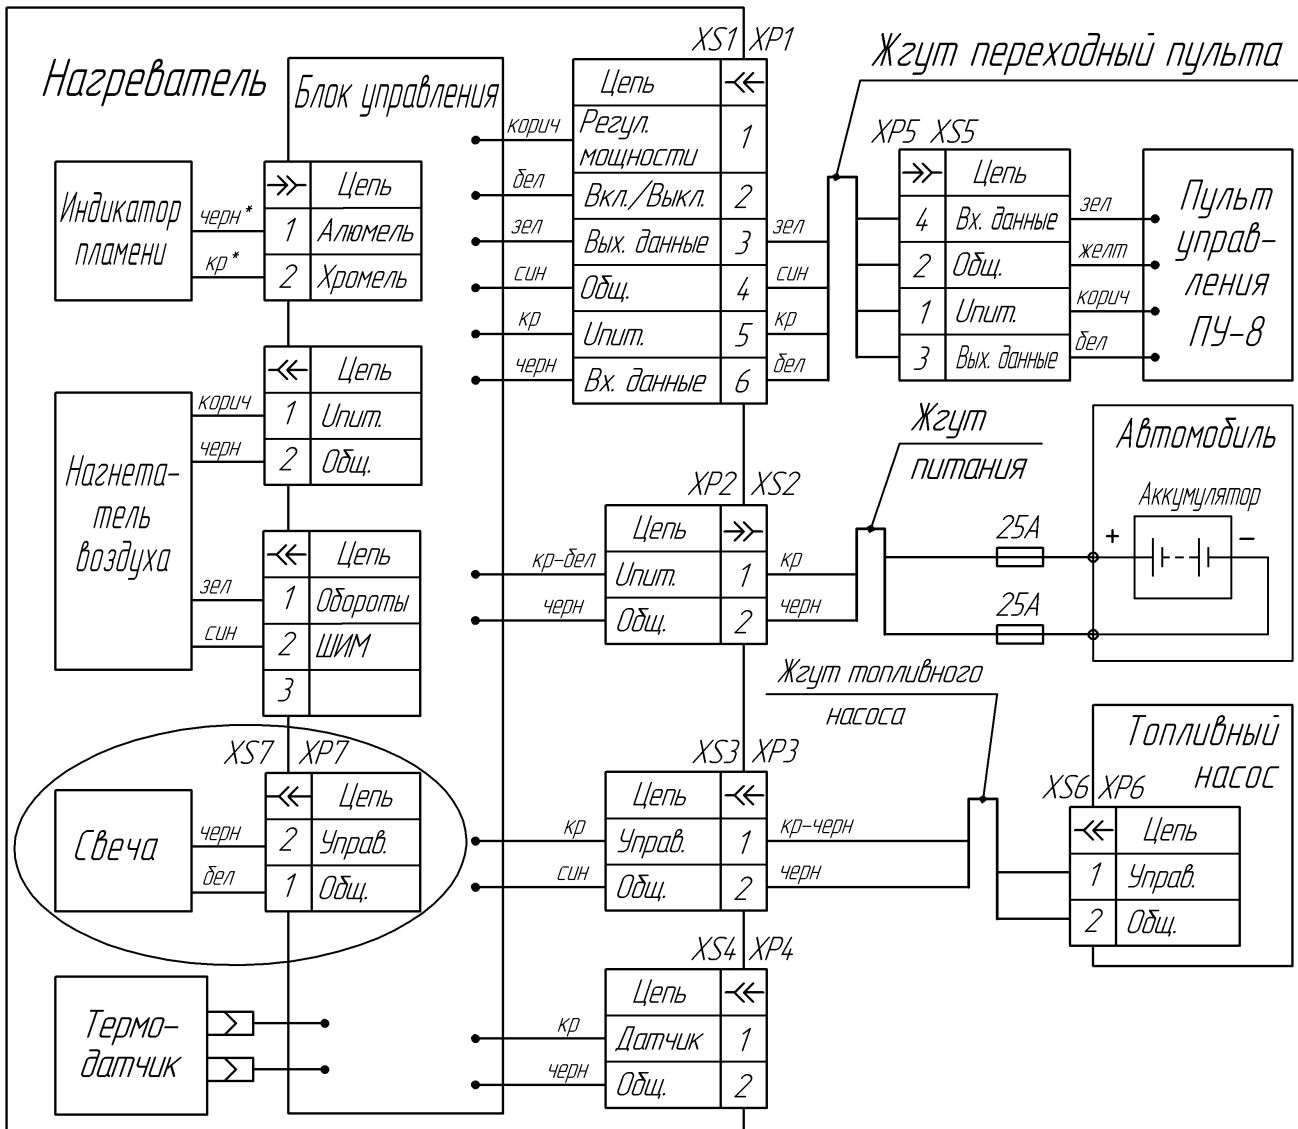 Нагреватель
Блок управления
XS1 XP1
Цепь
корич
Регул.
мощности
1
бел
Вкл./Выкл.
2
зел
Вых. данные
3
зел
син
Общ.
4
син
кр
Uпит.
5
кр
черн
Вх. данные
6
бел
Жгут переходный пульта
XP5 XS5
Цепь
4
Вх. данные
зел
2
Общ.
желт
1
Uпит.
корич
3
Вых. данные
бел
Пульт
управ-
ления
ПУ-8
Индикатор
пламени
черн*
кр*
Цепь
1
Алюмель
2
Хромель
Нагнета-
тель
воздуха
корич
черн
Цепь
1
Uпит.
2
Общ.
зел
син
Цепь
1
Обороты
2
ШИМ
3
XP2 XS2
Цепь
кр-бел
Uпит.
1
кр
черн
Общ.
2
черн
Жгут
питания
25А
25А
Автомобиль
Аккумулятор
+
−
XS7 XP7
Свеча
черн
бел
Цепь
2
Управ.
1
Общ.
Жгут топливного
насоса
XS3 XP3
Цепь
кр
Управ.
1
кр-черн
син
Общ.
2
черн
Топливный
насос
XS6 XP6
Цепь
1
Управ.
2
Общ.
Термо-
датчик
XS4 XP4
Цепь
кр
Датчик
1
черн
Общ.
2